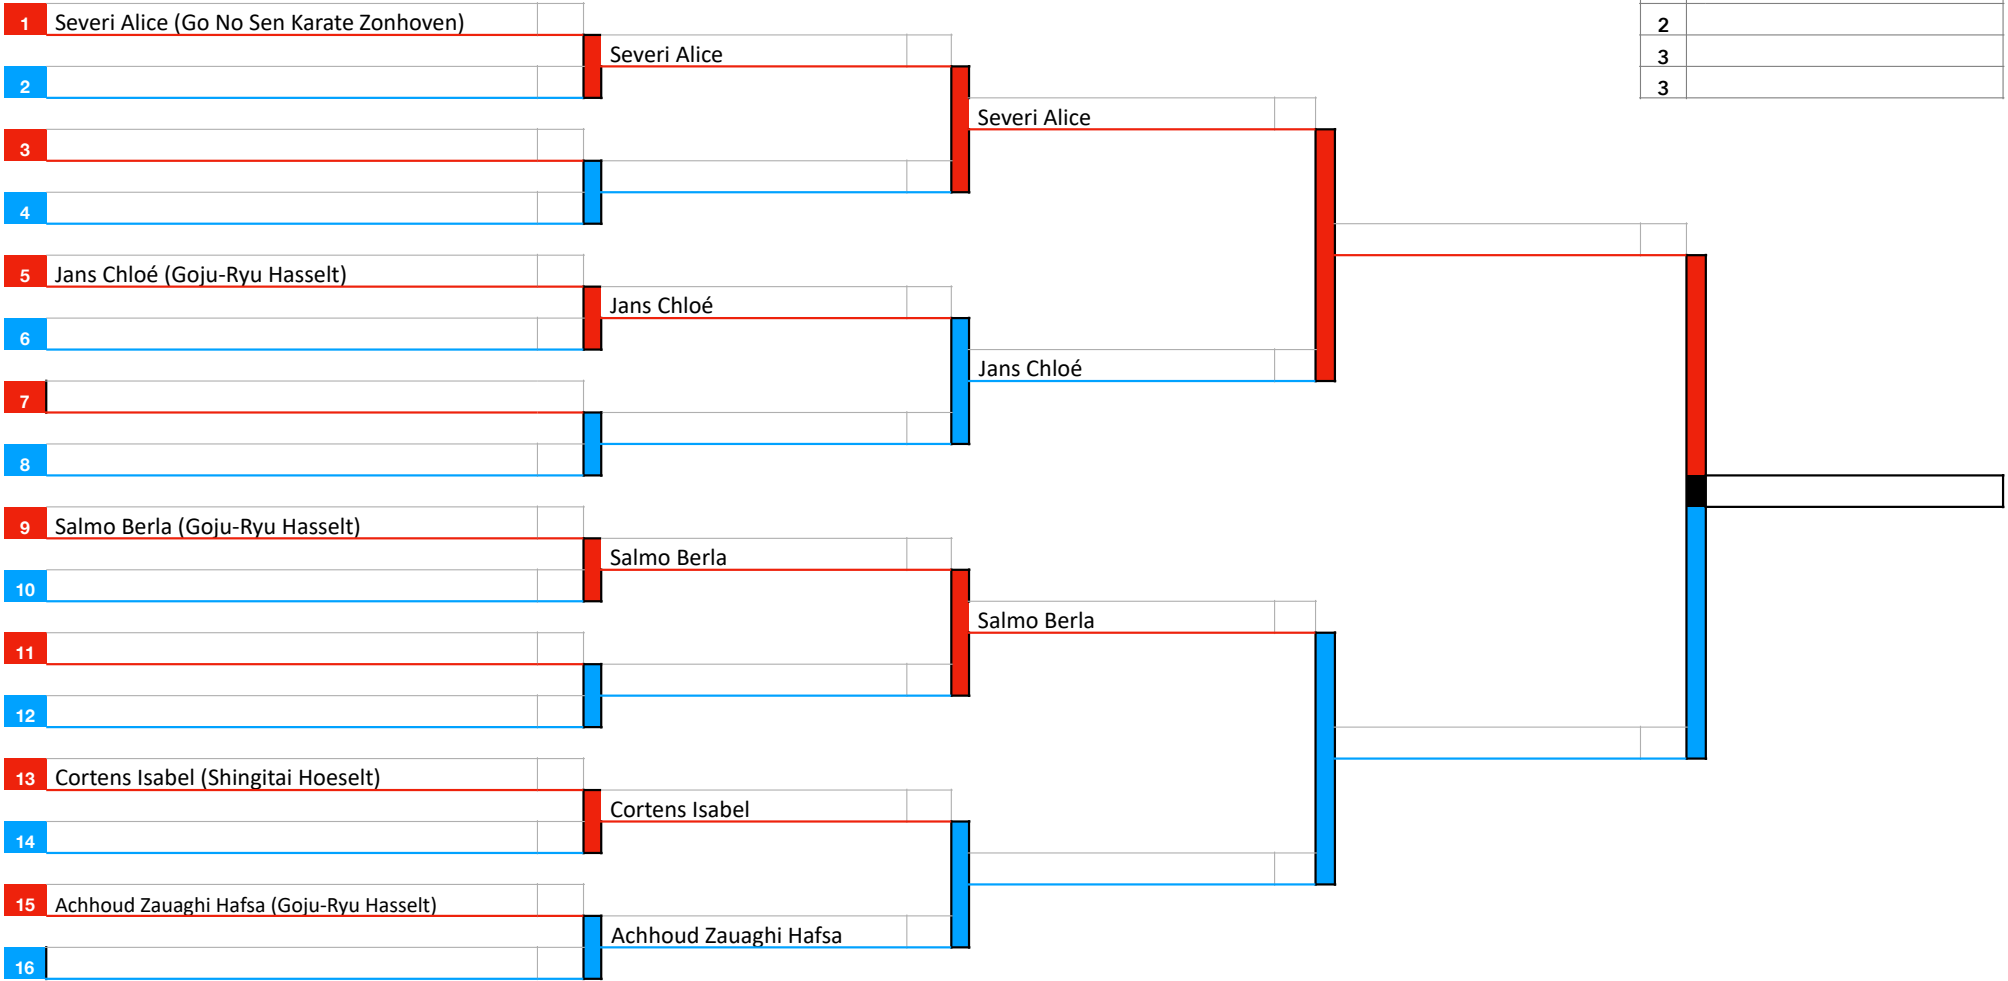 1 Severi Alice (Go No Sen Karate Zonhoven)
2
3
3
Severi Alice
2
Severi Alice
3
4
5 Jans Chloé (Goju-Ryu Hasselt)
Jans Chloé
6
Jans Chloé
7
8
9 Salmo Berla (Goju-Ryu Hasselt)
Salmo Berla
10
Salmo Berla
11
12
13 Cortens Isabel (Shingitai Hoeselt)
Cortens Isabel
14
15 Achhoud Zauaghi Hafsa (Goju-Ryu Hasselt)
Achhoud Zauaghi Hafsa
16